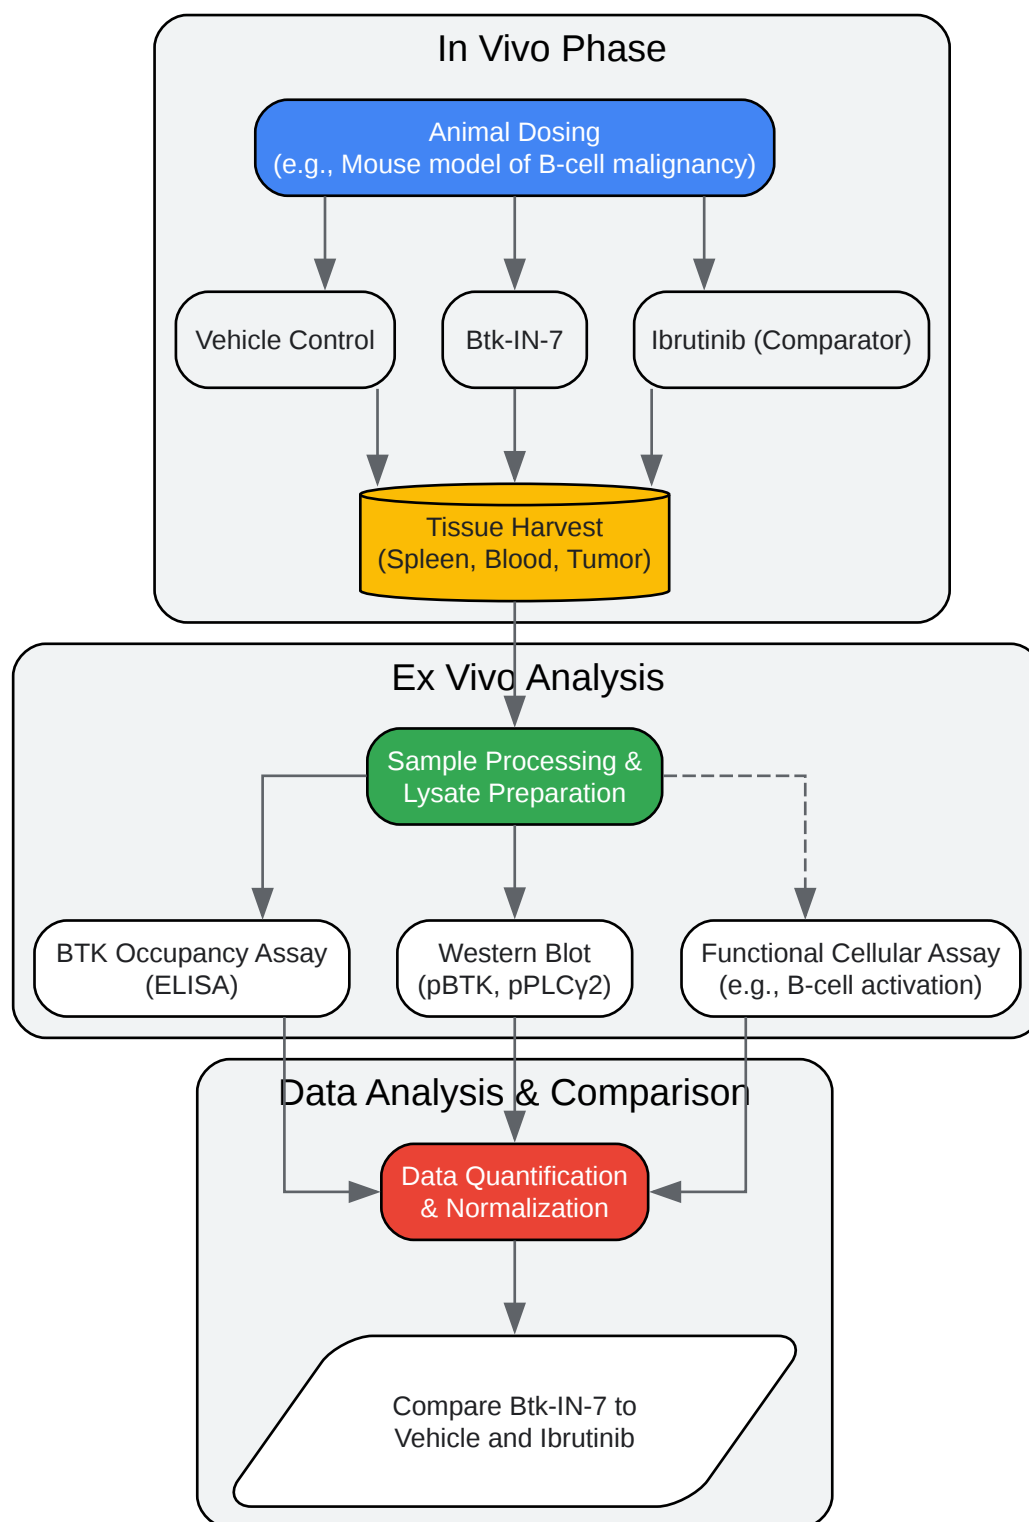 In Vivo Phase
Animal Dosing
(e.g., Mouse model of B-cell malignancy)
Vehicle Control
Btk-IN-7
Ibrutinib (Comparator)
Tissue Harvest
(Spleen, Blood, Tumor)
Ex Vivo Analysis
Sample Processing &
Lysate Preparation
BTK Occupancy Assay
(ELISA)
Western Blot
(pBTK, pPLCγ2)
Functional Cellular Assay
(e.g., B-cell activation)
Data Analysis & Comparison
Data Quantification
& Normalization
Compare Btk-IN-7 to
Vehicle and Ibrutinib